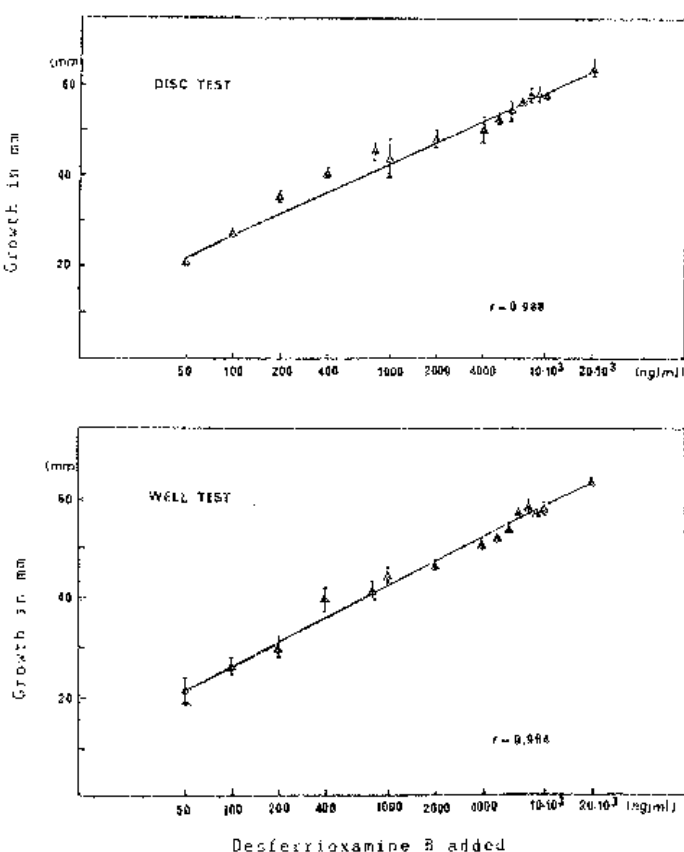 (mm)
60
DISC TEST
40
20
Growth in mm
r = 0.988
50 100 200 400 1000 2000 4000 10·10³ 20·10³ (ng/ml)
(mm)
60
WELL TEST
40
20
Growth in mm
r = 0.984
50 100 200 400 1000 2000 4000 10·10³ 20·10³ (ng/ml)
Desferrioxamine B added